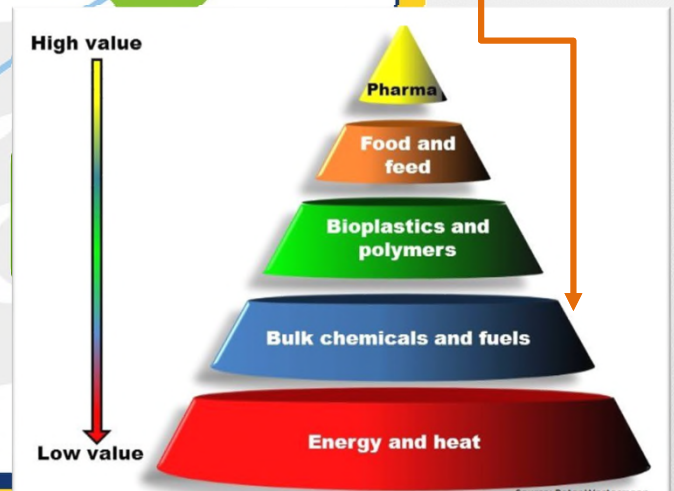 High value
Pharma
Food and
feed
Bioplastics and
polymers
Bulk chemicals and fuels
Energy and heat
Low value